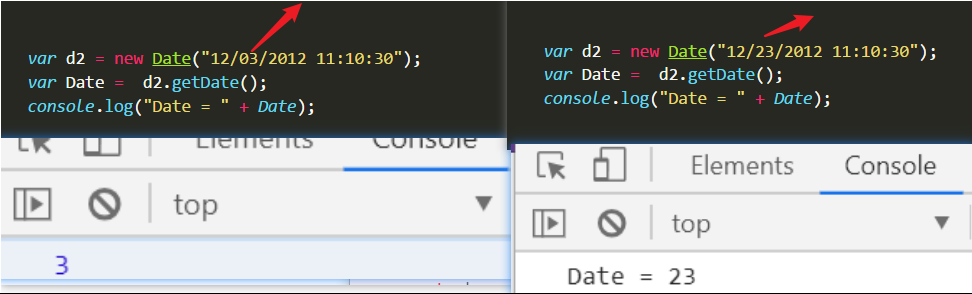 var d2 = new Date("12/03/2012 11:10:30");
var Date =  d2.getDate();
console.log("Date = " + Date);
Elements Console
top
3
var d2 = new Date("12/23/2012 11:10:30");
var Date =  d2.getDate();
console.log("Date = " + Date);
Elements Console
top
Date = 23